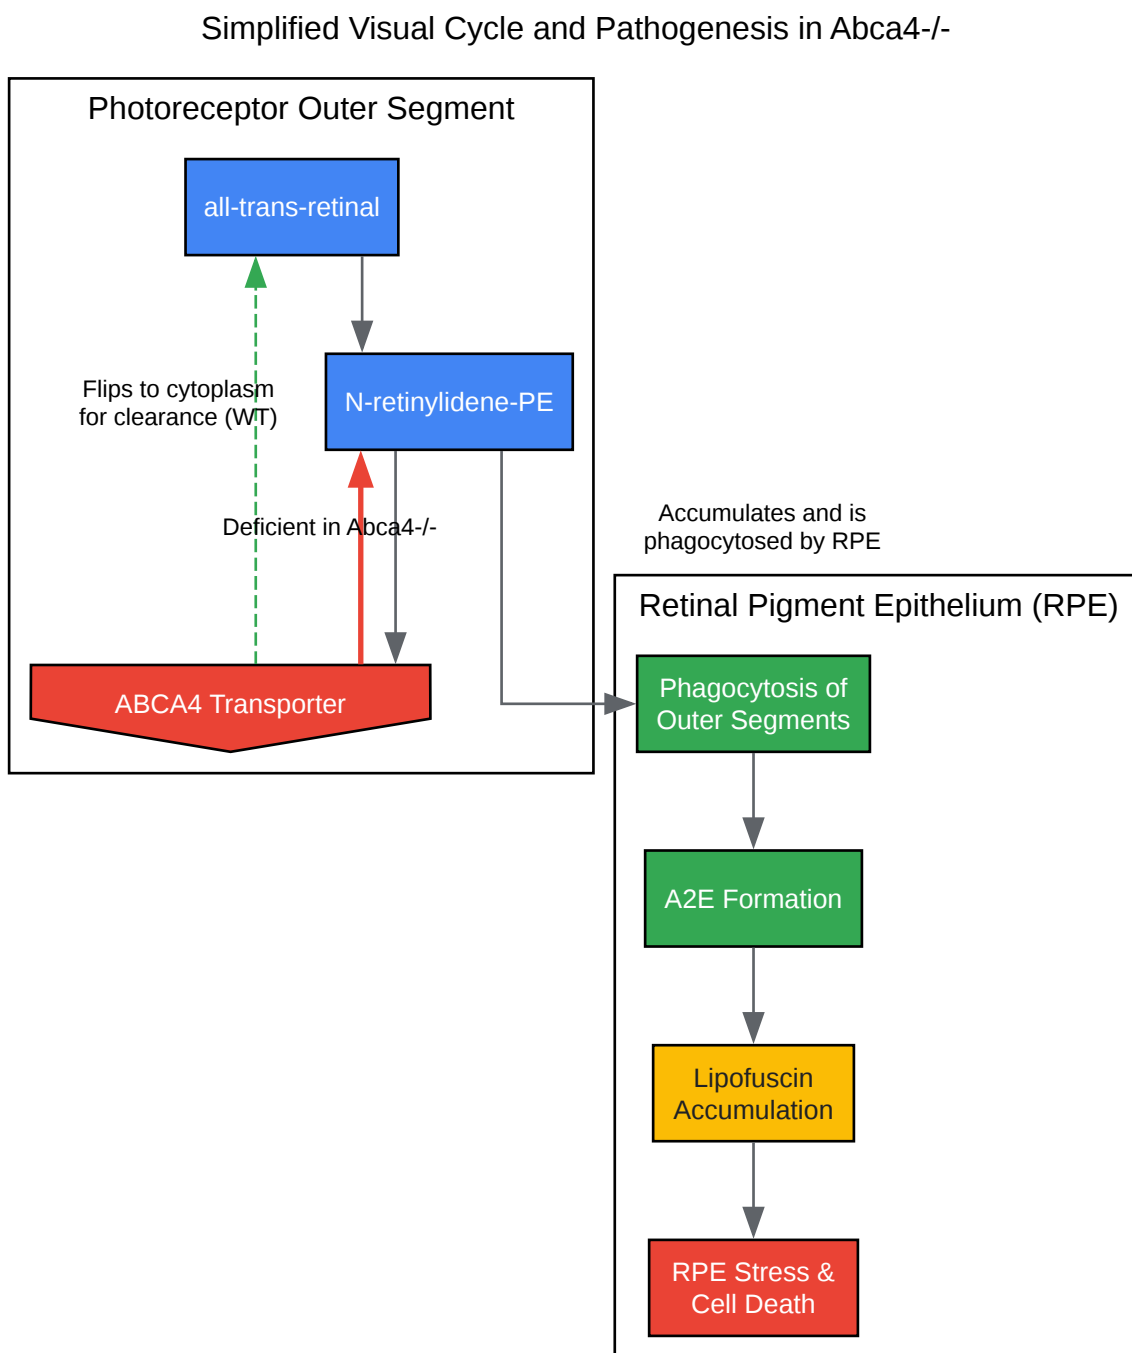 Simplified Visual Cycle and Pathogenesis in Abca4-/-
Photoreceptor Outer Segment
all-trans-retinal
Flips to cytoplasm
for clearance (WT)
N-retinylidene-PE
Deficient in Abca4-/-
ABCA4 Transporter
Accumulates and is
phagocytosed by RPE
Retinal Pigment Epithelium (RPE)
Phagocytosis of
Outer Segments
A2E Formation
Lipofuscin
Accumulation
RPE Stress &
Cell Death